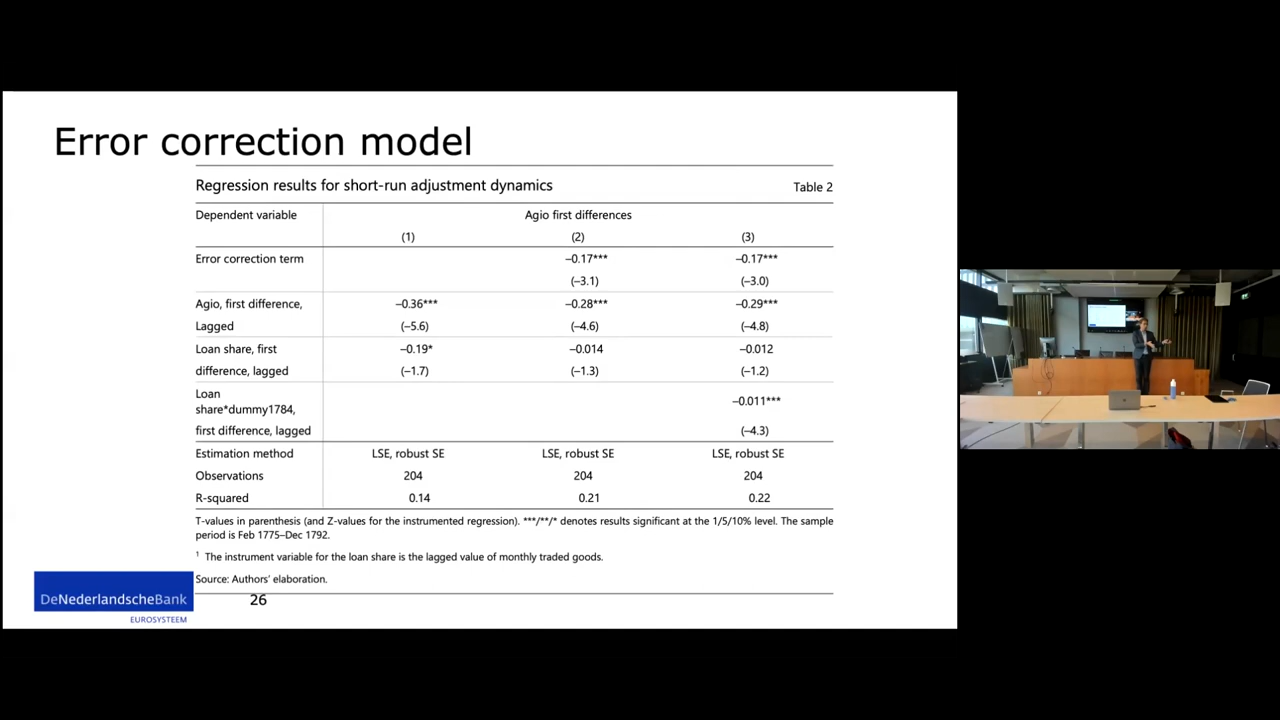 Error correction model
Regression results for short-run adjustment dynamics Table 2
Dependent variable Agio first differences
(1) (2) (3)
Error correction term –0.17*** –0.17***
(–3.1) (–3.0)
Agio, first difference, –0.36*** –0.28*** –0.29***
Lagged (–5.6) (–4.6) (–4.8)
Loan share, first –0.19* –0.014 –0.012
difference, lagged (–1.7) (–1.3) (–1.2)
Loan
share*dummy1784, –0.011***
first difference, lagged (–4.3)
Estimation method LSE, robust SE LSE, robust SE LSE, robust SE
Observations 204 204 204
R-squared 0.14 0.21 0.22
T-values in parenthesis (and Z-values for the instrumented regression). ***/**/* denotes results significant at the 1/5/10% level. The sample
period is Feb 1775–Dec 1792.
1 The instrument variable for the loan share is the lagged value of monthly traded goods.
Source: Authors' elaboration.
DeNederlandscheBank
26
EUROSYSTEEM